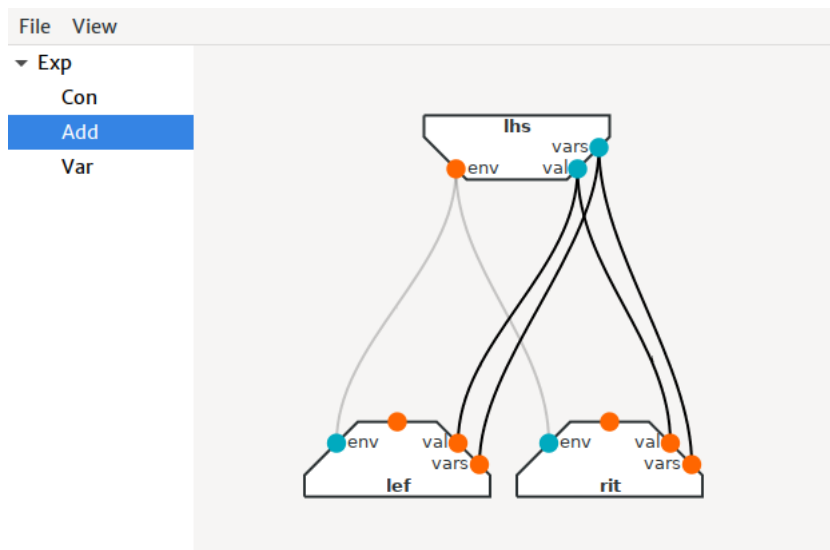 File View
Exp
Con
Add
Var
lhs
vars
env val
env val
vars
lef
env val
vars
rit